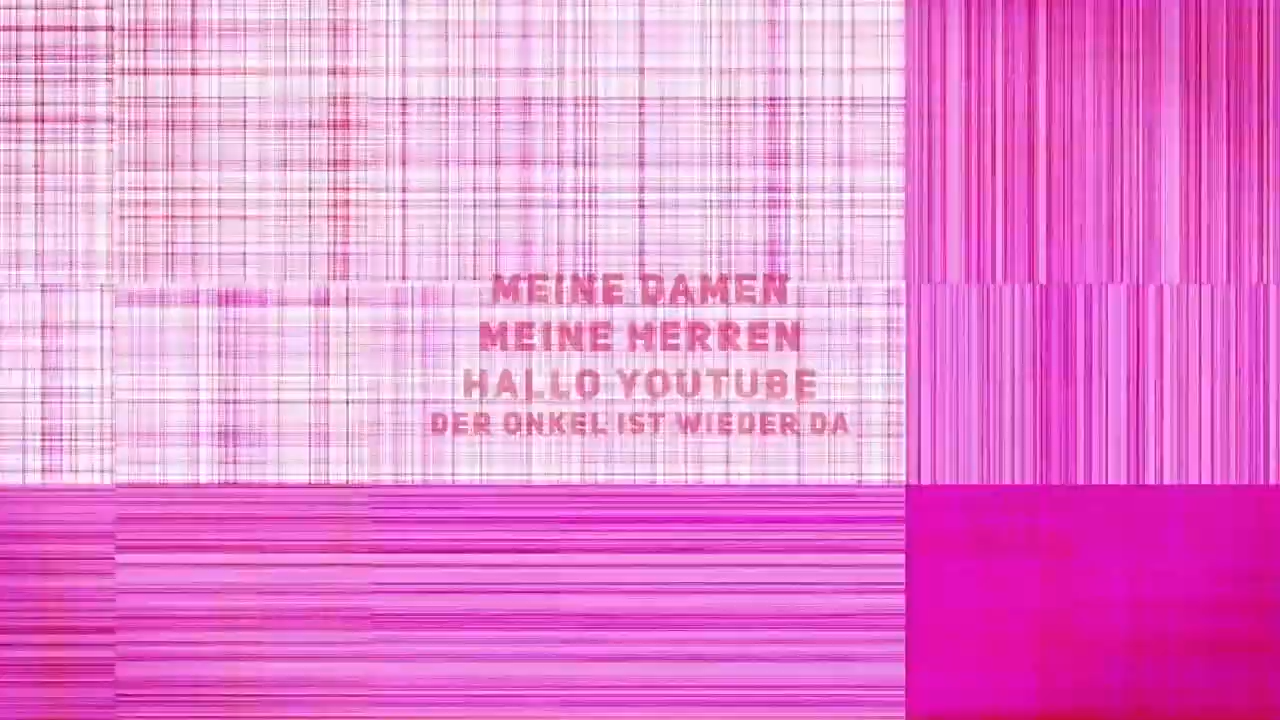 MEINE DAMEN
MEINE HERREN
HALLO YOUTUBE
DER ONKEL IST WIEDER DA